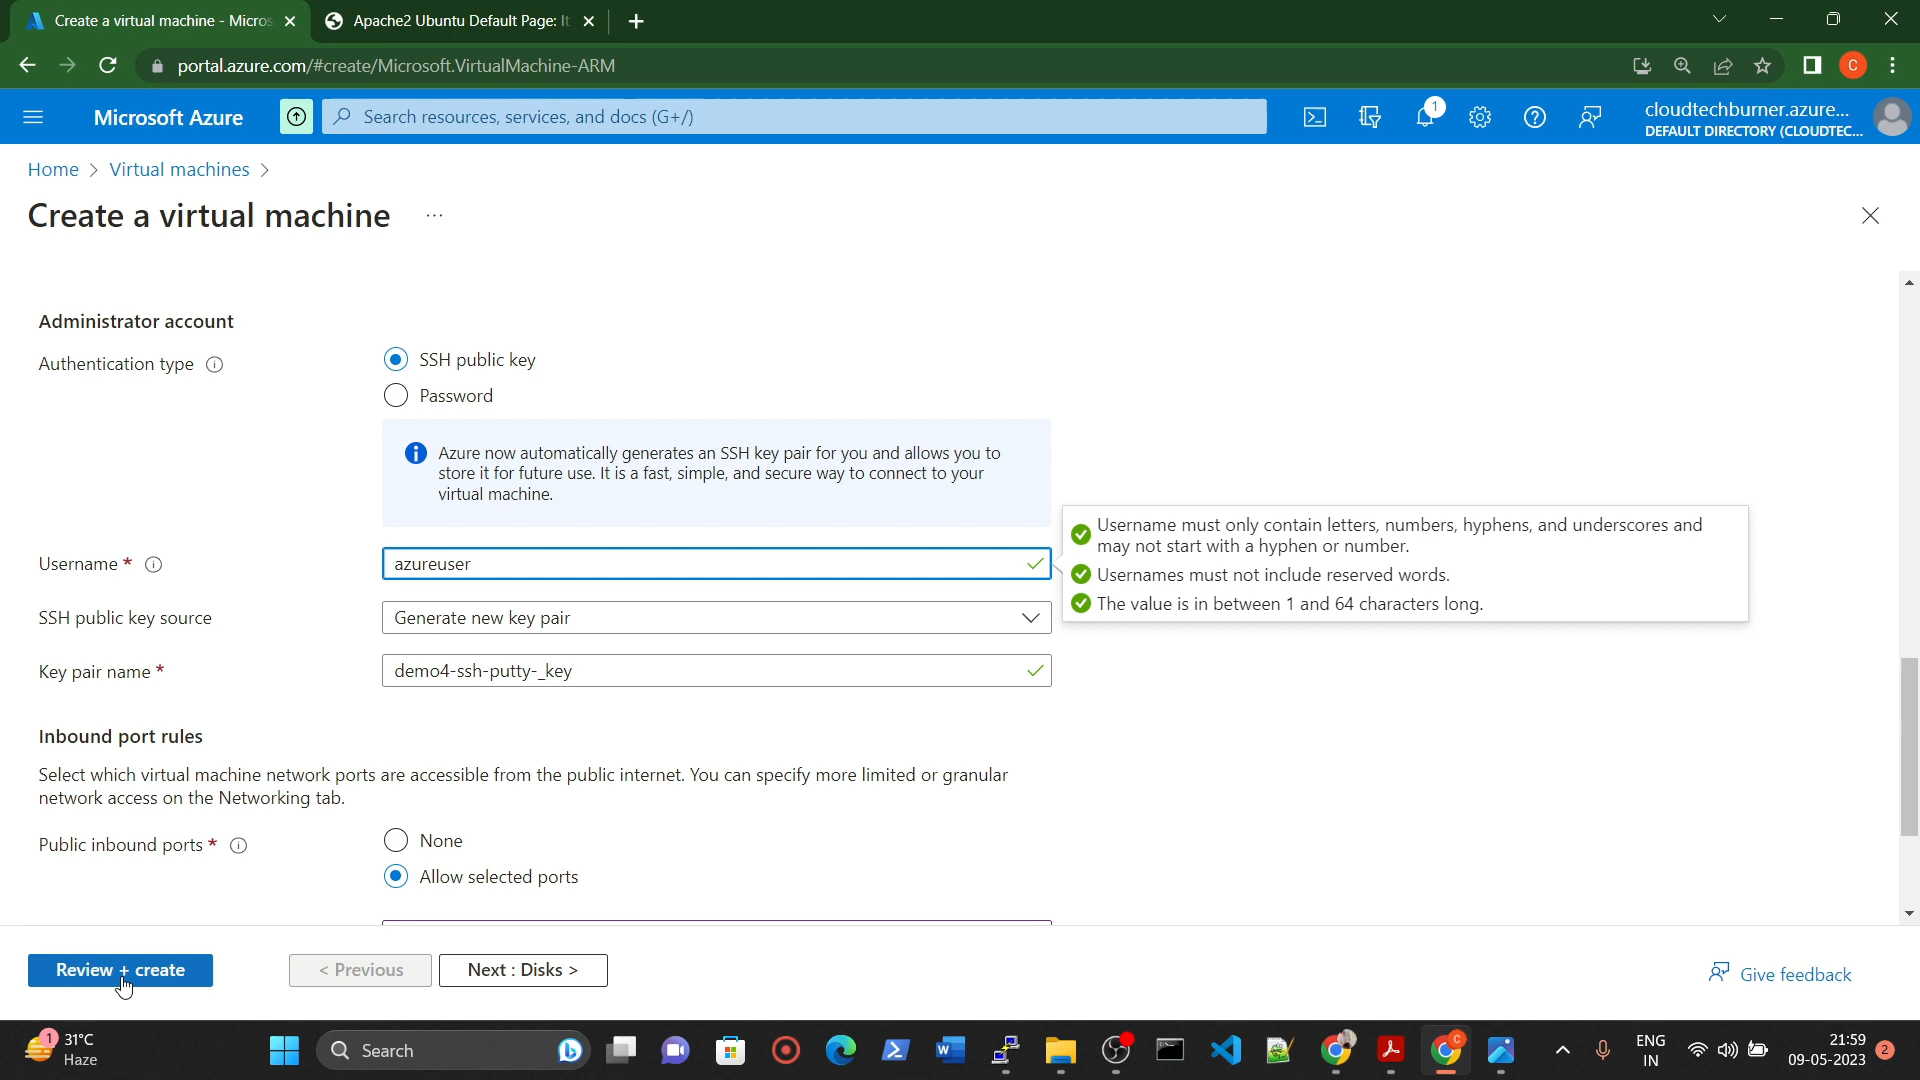 Create a virtual machine - Micros
Apache2 Ubuntu Default Page: It
portal.azure.com/#create/Microsoft.VirtualMachine-ARM
C
Microsoft Azure
Search resources, services, and docs (G+/)
1
cloudtechburner.azure...
DEFAULT DIRECTORY (CLOUDTEC...
Home > Virtual machines >
Create a virtual machine ...
Administrator account
Authentication type
SSH public key
Password
Azure now automatically generates an SSH key pair for you and allows you to
store it for future use. It is a fast, simple, and secure way to connect to your
virtual machine.
Username must only contain letters, numbers, hyphens, and underscores and
may not start with a hyphen or number.
Usernames must not include reserved words.
The value is in between 1 and 64 characters long.
Username *
azureuser
SSH public key source
Generate new key pair
Key pair name *
demo4-ssh-putty-_key
Inbound port rules
Select which virtual machine network ports are accessible from the public internet. You can specify more limited or granular
network access on the Networking tab.
Public inbound ports *
None
Allow selected ports
Review + create
< Previous
Next : Disks >
Give feedback
1
31°C
Haze
Search
C
ENG
IN
21:59
09-05-2023
2